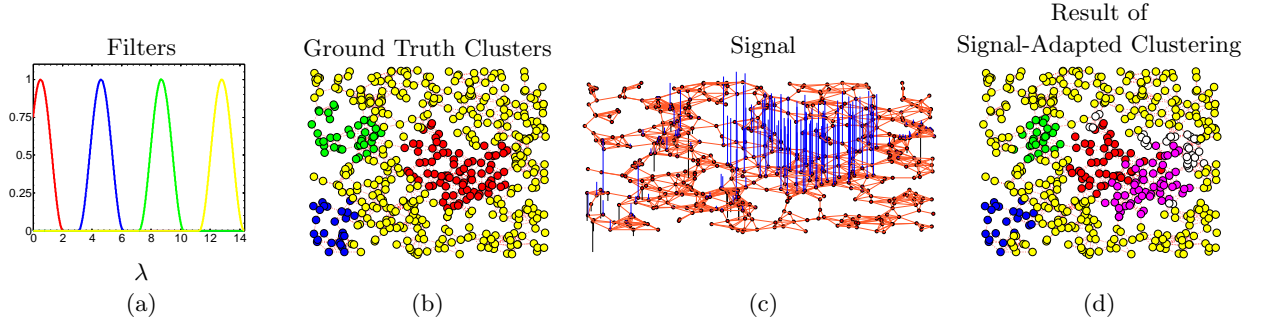 Filters
1
0.75
0.5
0.25
0
0 2 4 6 8 10 12 14
λ
(a)
Ground Truth Clusters
(b)
Signal
(c)
Result of
Signal-Adapted Clustering
(d)